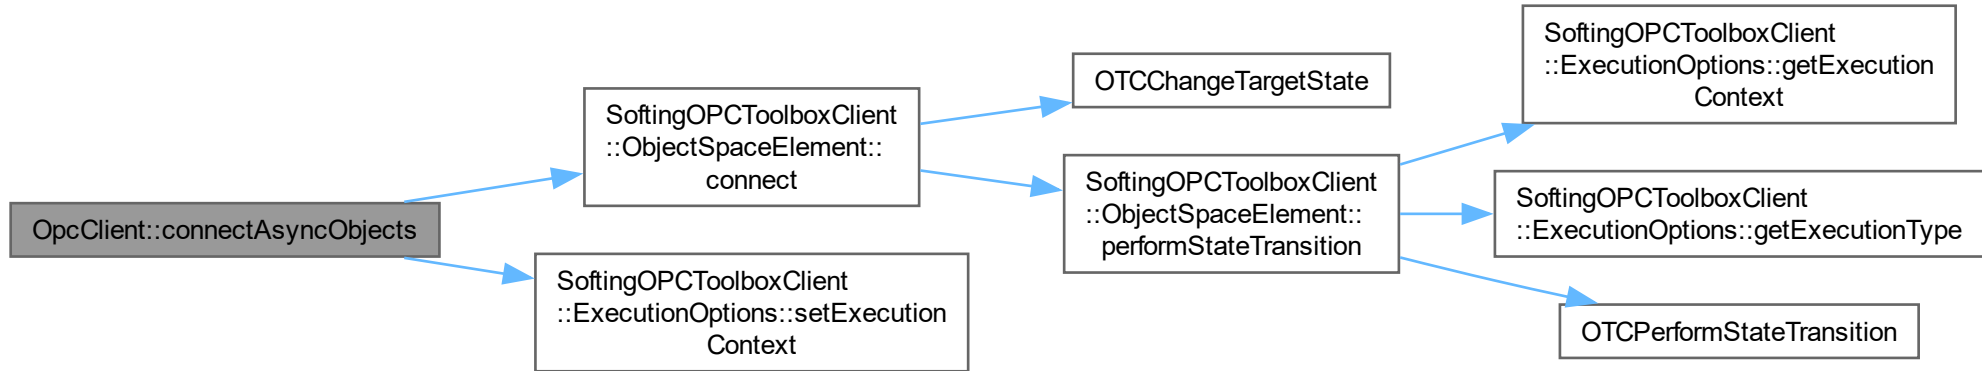 OpcClient::connectAsyncObjects
SoftingOPCToolboxClient
::ObjectSpaceElement::
connect
SoftingOPCToolboxClient
::ExecutionOptions::setExecution
Context
OTCChangeTargetState
SoftingOPCToolboxClient
::ObjectSpaceElement::
performStateTransition
SoftingOPCToolboxClient
::ExecutionOptions::getExecution
Context
SoftingOPCToolboxClient
::ExecutionOptions::getExecutionType
OTCPerformStateTransition